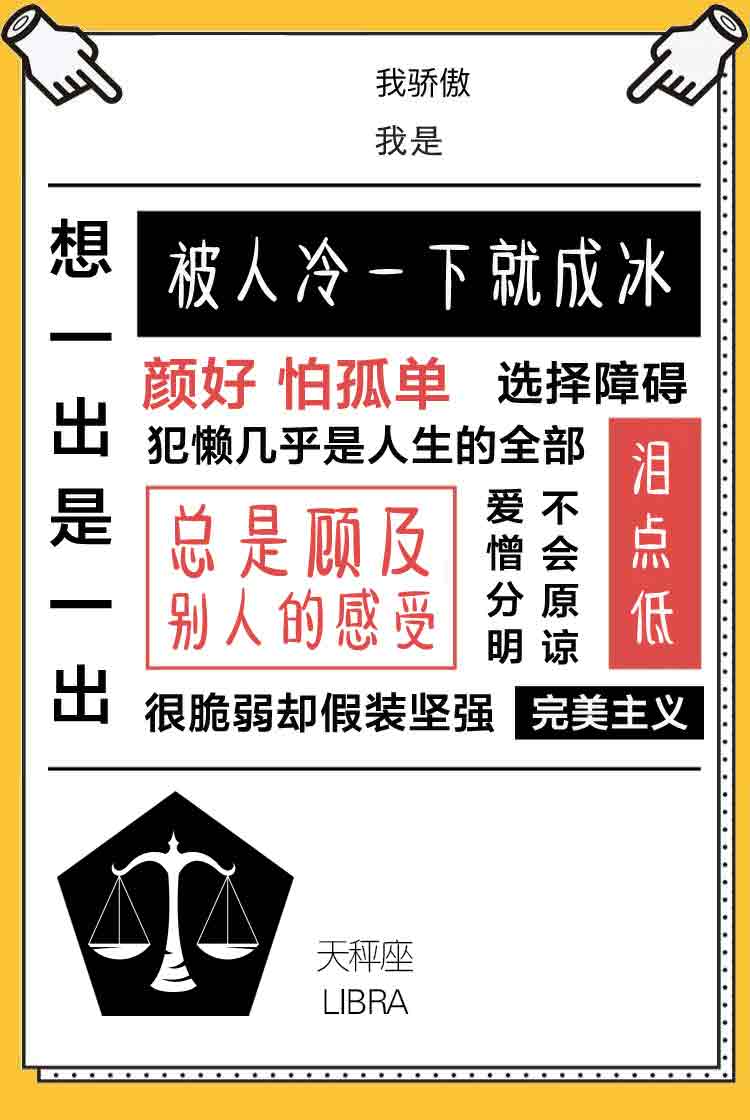 我骄傲
我是
想一出是一出
被人冷一下就成冰
颜好 怕孤单
选择障碍
犯懒几乎是人生的全部
泪点低
总是顾及
别人的感受
爱憎分明
不会原谅
很脆弱却假装坚强
完美主义
天秤座
LIBRA